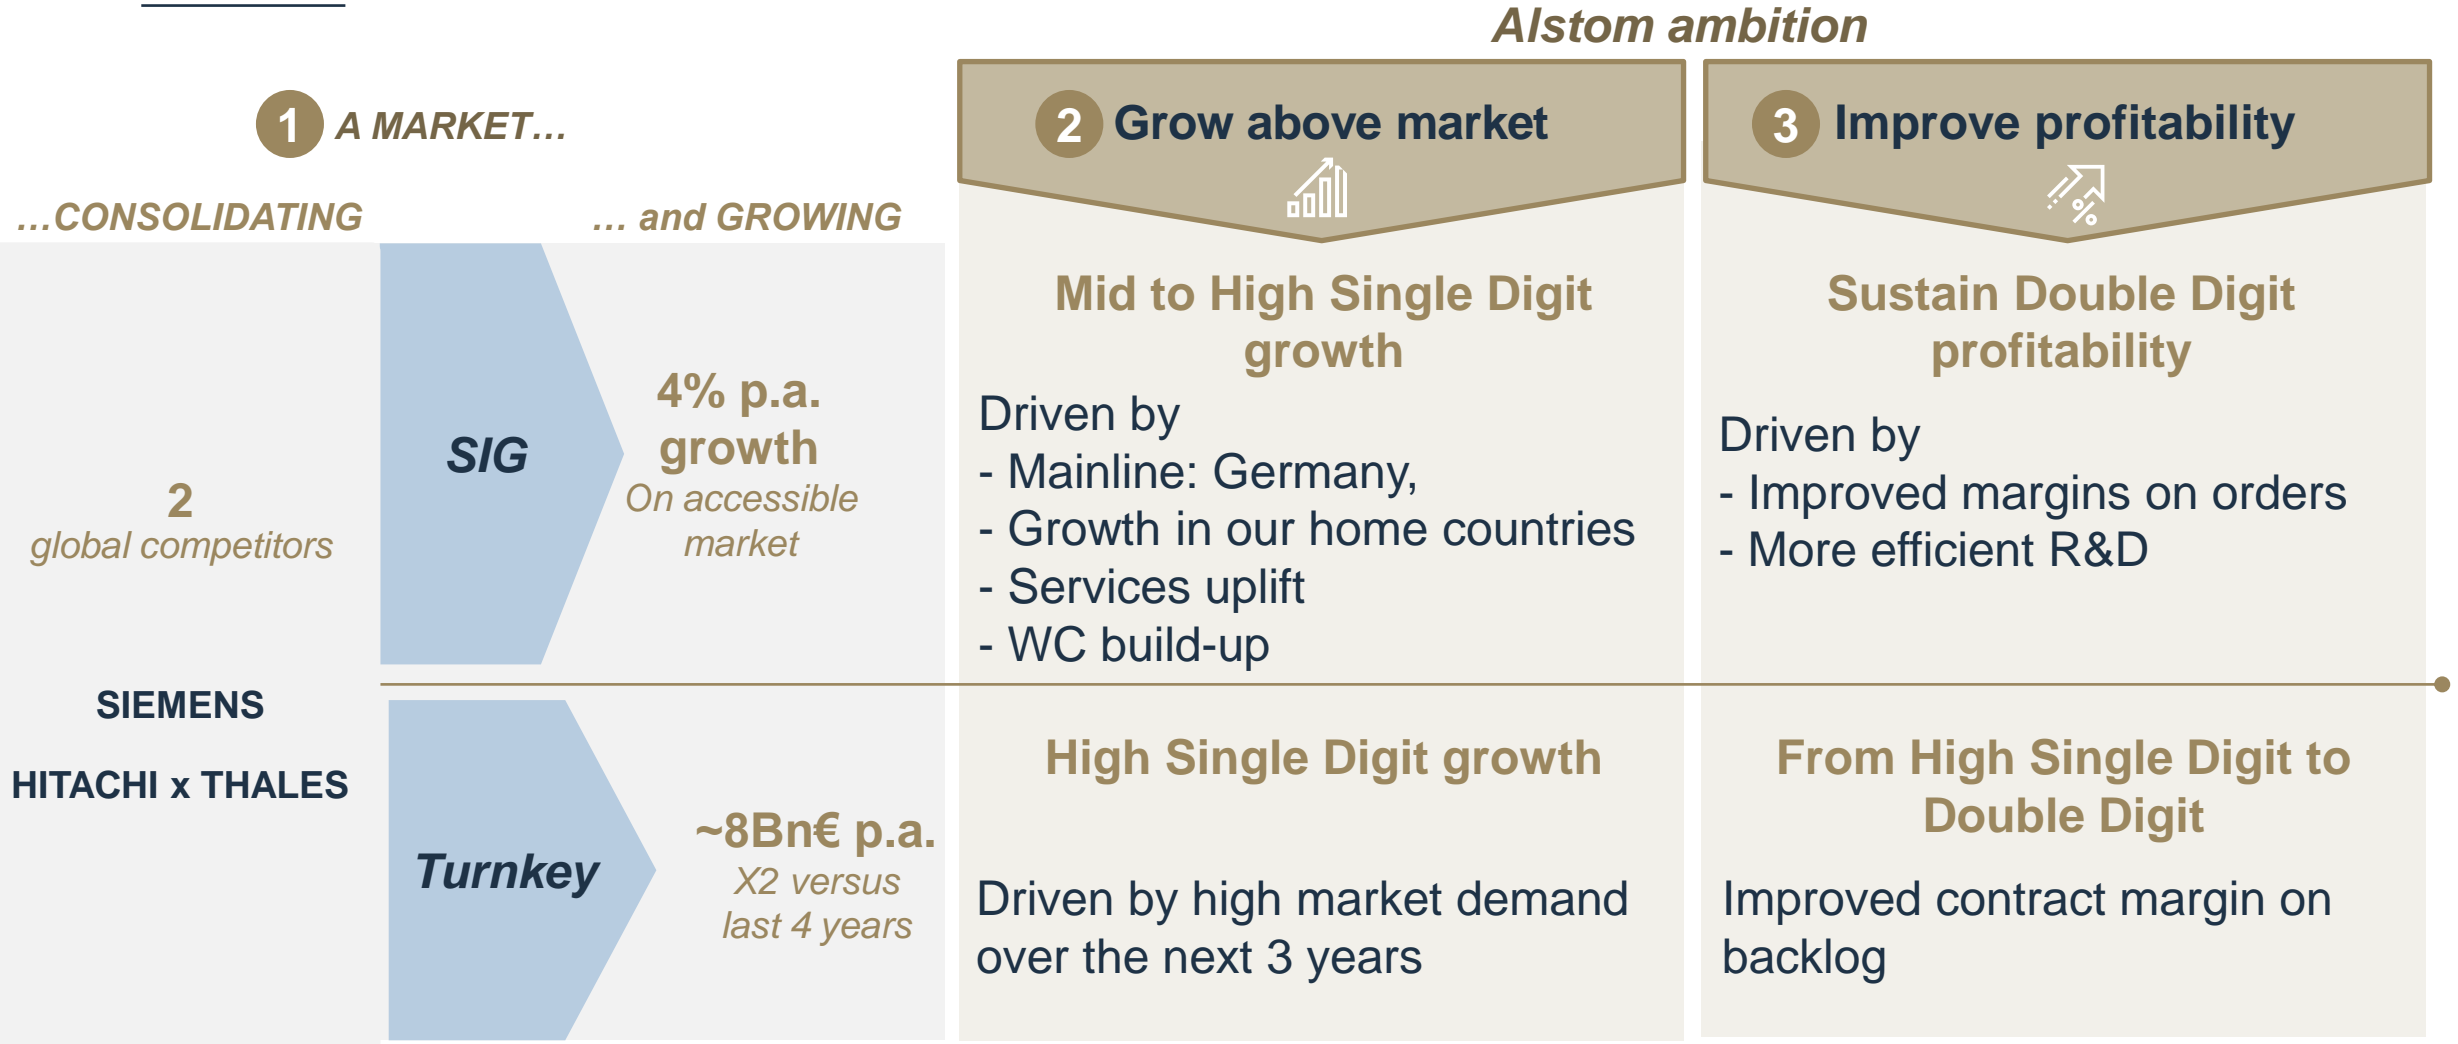 Alstom ambition
1 A MARKET...
...CONSOLIDATING
... and GROWING
2 Grow above market
3 Improve profitability
2
global competitors
SIEMENS
HITACHI x THALES
SIG
4% p.a.
growth
On accessible
market
Mid to High Single Digit
growth
Driven by
- Mainline: Germany,
- Growth in our home countries
- Services uplift
- WC build-up
Sustain Double Digit
profitability
Driven by
- Improved margins on orders
- More efficient R&D
Turnkey
~8Bn€ p.a.
X2 versus
last 4 years
High Single Digit growth
Driven by high market demand
over the next 3 years
From High Single Digit to
Double Digit
Improved contract margin on
backlog